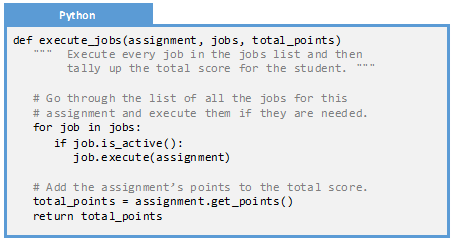 Python
def execute_jobs(assignment, jobs, total_points)
""" Execute every job in the jobs list and then
tally up the total score for the student. """
# Go through the list of all the jobs for this
# assignment and execute them if they are needed.
for job in jobs:
if job.is_active():
job.execute(assignment)
# Add the assignment’s points to the total score.
total_points = assignment.get_points()
return total_points